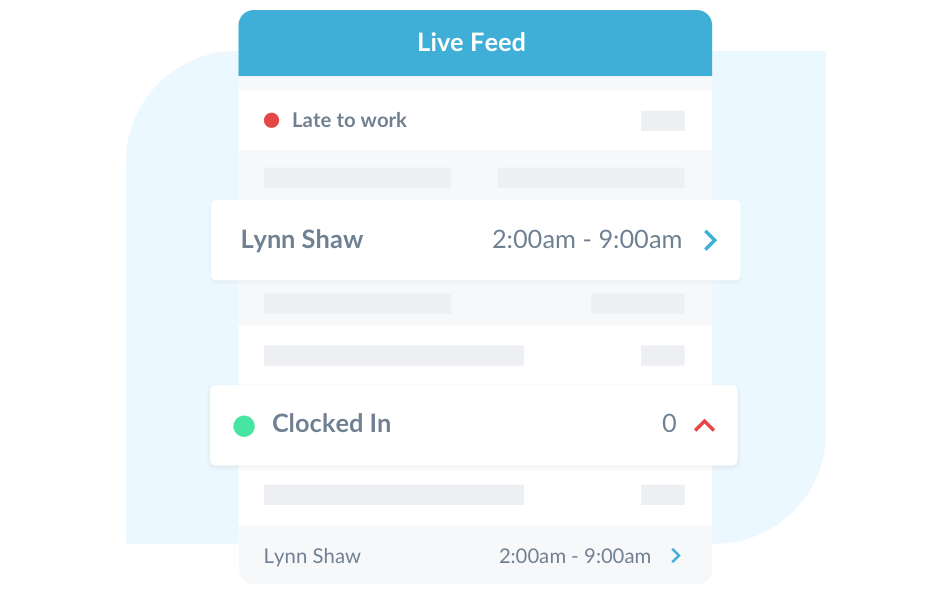 Live Feed
Late to work
Lynn Shaw 2:00am - 9:00am
Clocked In 0
Lynn Shaw 2:00am - 9:00am